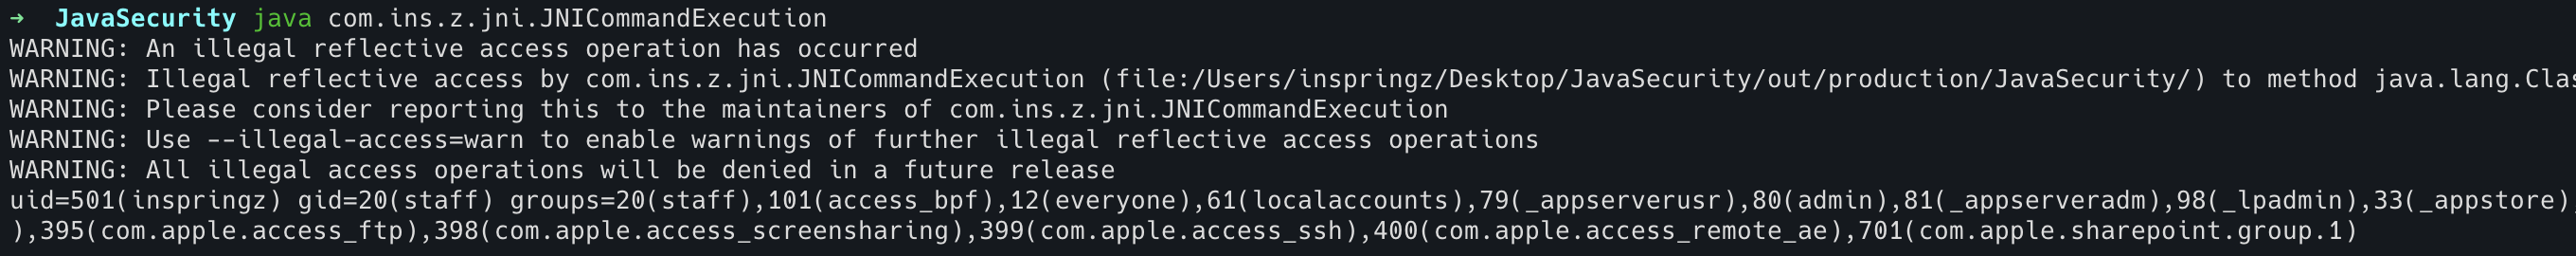 → JavaSecurity java com.ins.z.jni.JNICommandExecution
WARNING: An illegal reflective access operation has occurred
WARNING: Illegal reflective access by com.ins.z.jni.JNICommandExecution (file:/Users/inspringz/Desktop/JavaSecurity/out/production/JavaSecurity/) to method java.lang.Clas
WARNING: Please consider reporting this to the maintainers of com.ins.z.jni.JNICommandExecution
WARNING: Use --illegal-access=warn to enable warnings of further illegal reflective access operations
WARNING: All illegal access operations will be denied in a future release
uid=501(inspringz) gid=20(staff) groups=20(staff),101(access_bpf),12(everyone),61(localaccounts),79(_appserverusr),80(admin),81(_appserveradm),98(_lpadmin),33(_appstore),
),395(com.apple.access_ftp),398(com.apple.access_screensharing),399(com.apple.access_ssh),400(com.apple.access_remote_ae),701(com.apple.sharepoint.group.1)